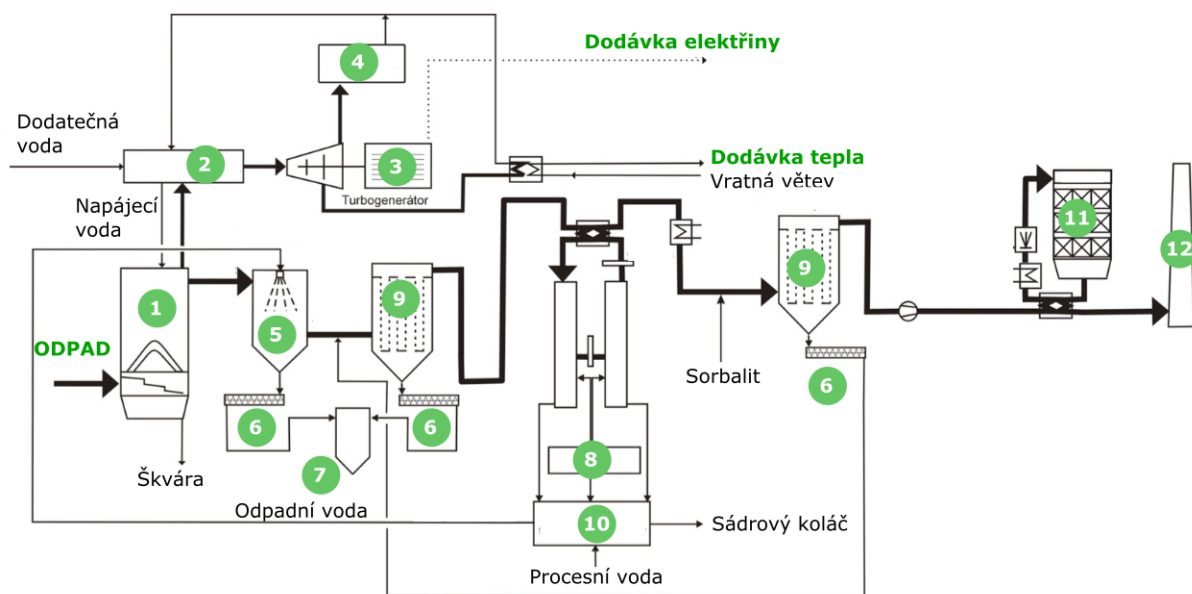 4
Dodávka elektřiny
Dodatečná
voda
2
3
Dodávka tepla
Vratná větev
Turbogenerátor
Napájecí
voda
11
12
1
5
9
9
ODPAD
Sorbalit
6
6
6
7
8
Škvára
Odpadní voda
10
Sádrový koláč
Procesní voda